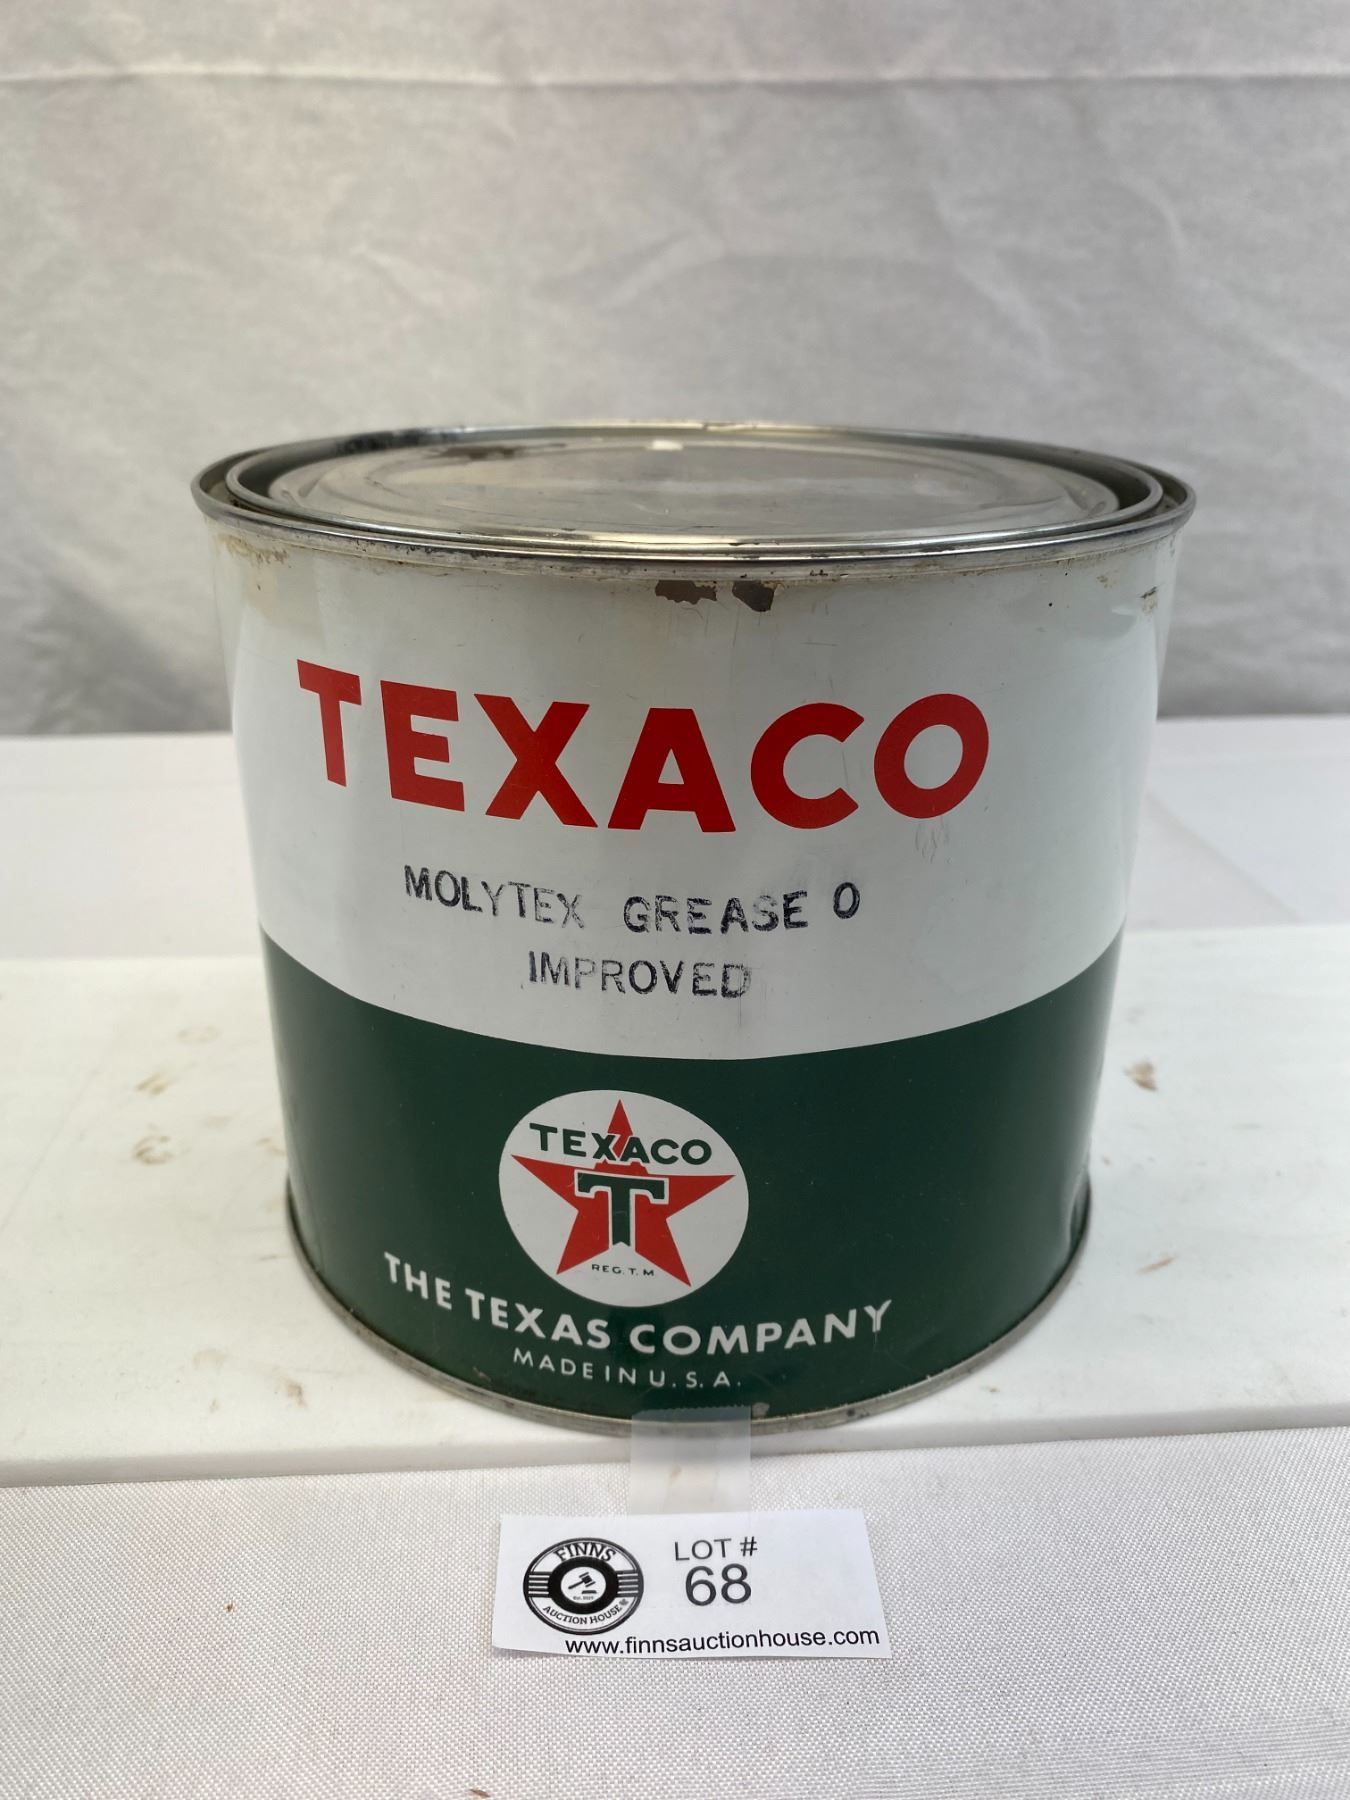 TEXACO
MOLYTEX GREASE 0
IMPROVED
TEXACO
T
REG. T. M
THE TEXAS COMPANY
MADE IN U. S. A.
FINNS
AUCTION HOUSE
LOT #
68
www.finnsauctionhouse.com